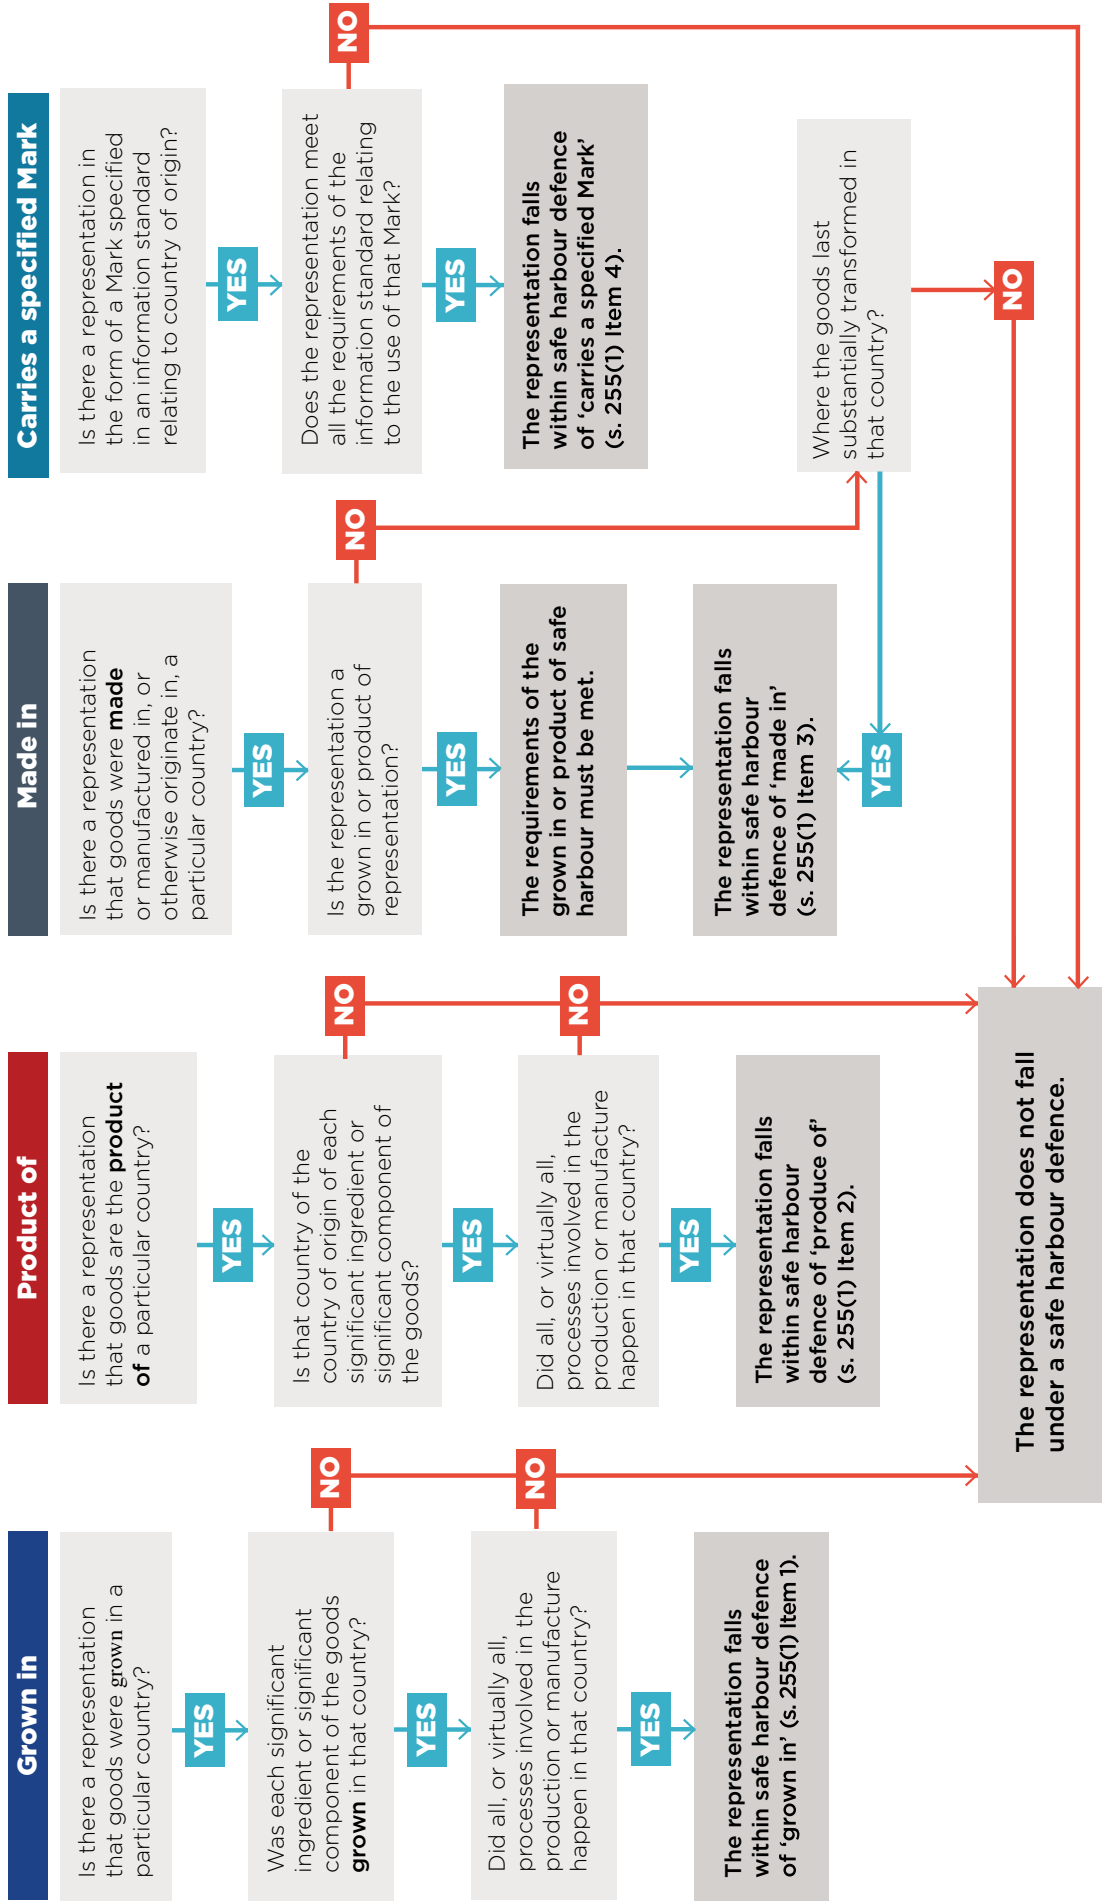 Grown in
Is there a representation
that goods were grown in a
particular country?
YES
Was each significant
ingredient or significant
component of the goods
grown in that country?
NO
YES
Did all, or virtually all,
processes involved in the
production or manufacture
happen in that country?
NO
YES
The representation falls
within safe harbour defence
of ‘grown in’ (s. 255(1) Item 1).
Product of
Is there a representation
that goods are the product
of a particular country?
YES
Is that country of the
country of origin of each
significant ingredient or
significant component of
the goods?
NO
YES
Did all, or virtually all,
processes involved in the
production or manufacture
happen in that country?
NO
YES
The representation falls
within safe harbour
defence of ‘produce of’
(s. 255(1) Item 2).
Made in
Is there a representation
that goods were made
or manufactured in, or
otherwise originate in, a
particular country?
YES
Is the representation a
grown in or product of
representation?
NO
YES
The requirements of the
grown in or product of safe
harbour must be met.
The representation falls
within safe harbour
defence of ‘made in’
(s. 255(1) Item 3).
YES
Carries a specified Mark
Is there a representation in
the form of a Mark specified
in an information standard
relating to country of origin?
YES
Does the representation meet
all the requirements of the
information standard relating
to the use of that Mark?
NO
YES
The representation falls
within safe harbour defence
of ‘carries a specified Mark’
(s. 255(1) Item 4).
Where the goods last
substantially transformed in
that country?
NO
The representation does not fall
under a safe harbour defence.